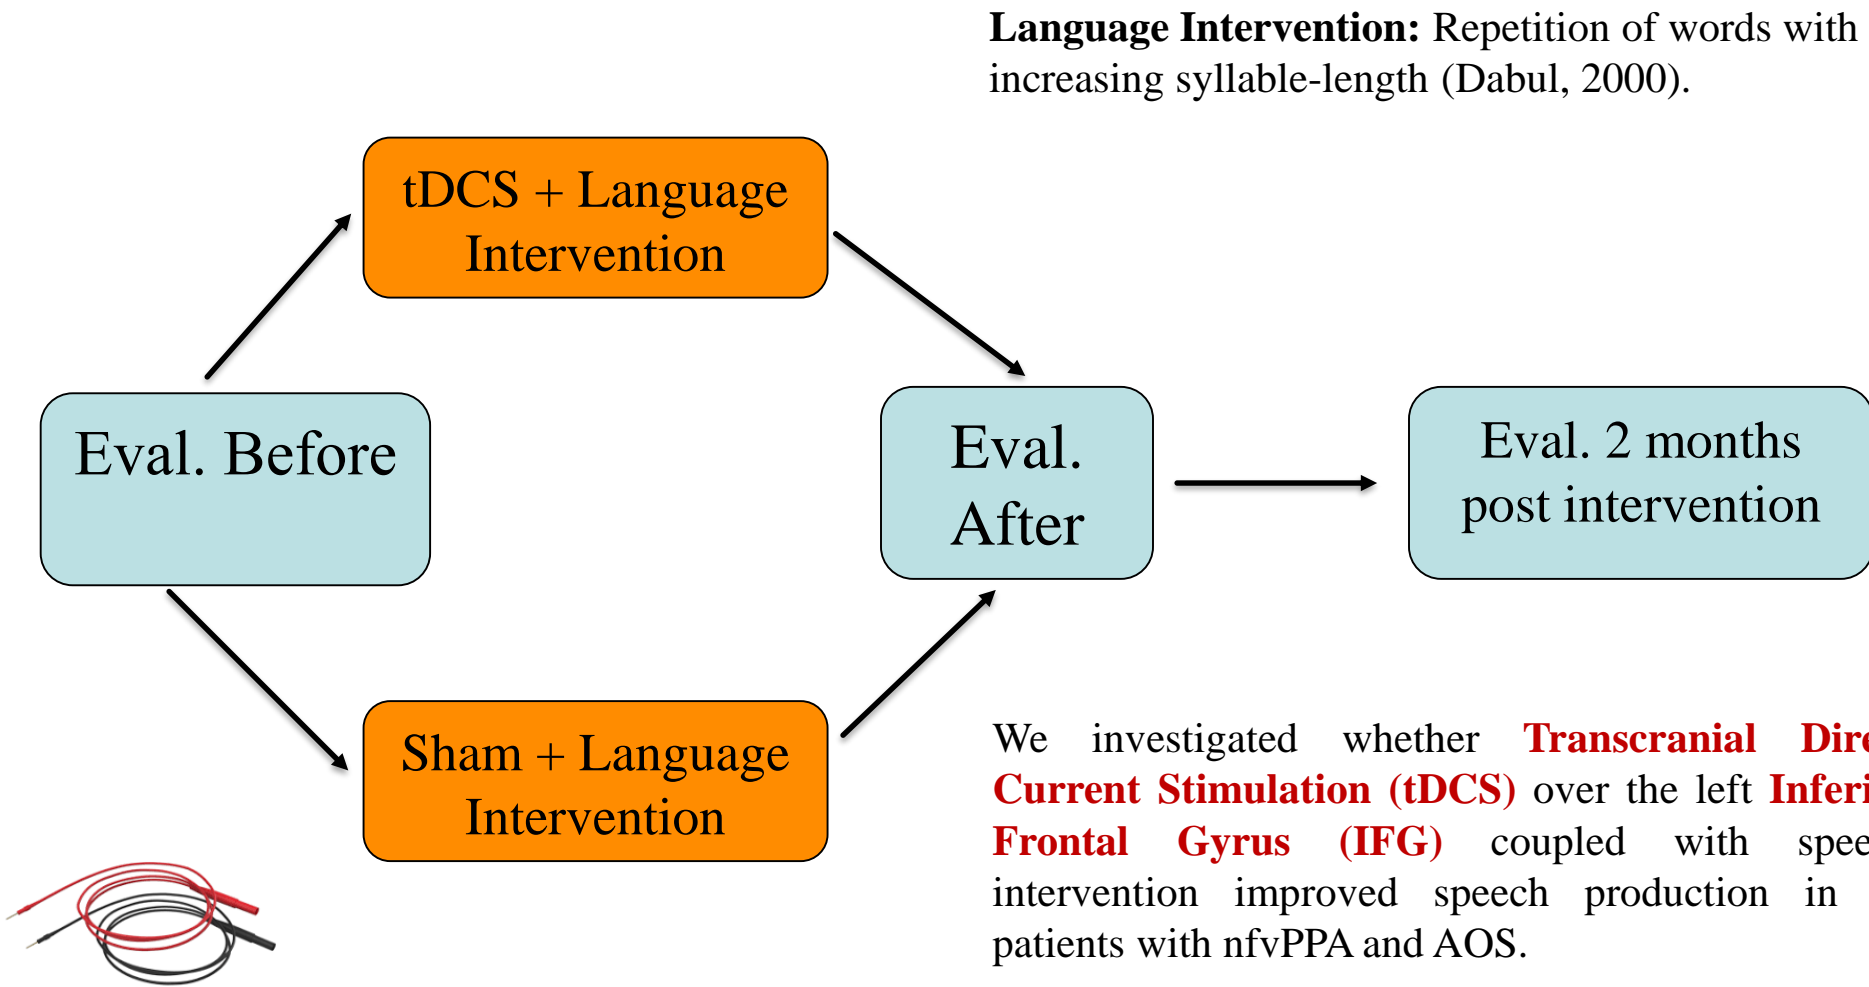 Language Intervention: Repetition of words with
increasing syllable-length (Dabul, 2000).
tDCS + Language
Intervention
Eval. Before
Eval.
After
Eval. 2 months
post intervention
Sham + Language
Intervention
We investigated whether Transcranial
Current Stimulation (tDCS) over the left
Frontal Gyrus (IFG) coupled with
intervention improved speech production in
patients with nfvPPA and AOS.